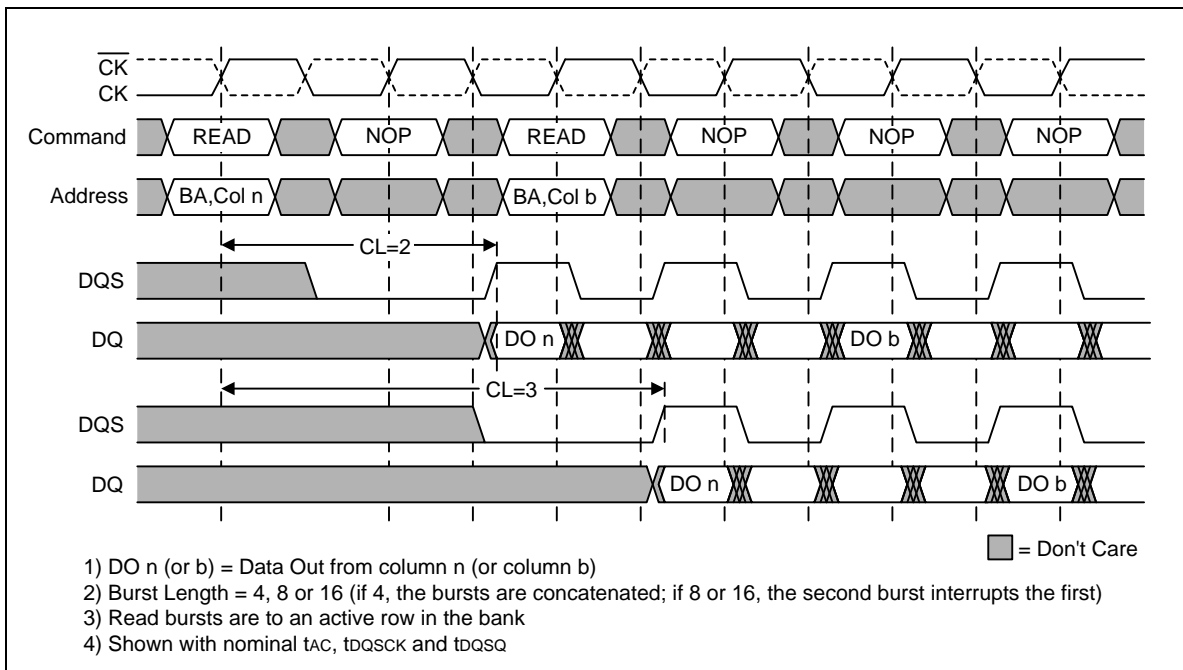 CK
CK
Command READ NOP READ NOP NOP NOP
Address BA,Col n BA,Col b
CL=2
DQS
DQ DO n DO b
CL=3
DQS
DQ DO n DO b
= Don't Care
1) DO n (or b) = Data Out from column n (or column b)
2) Burst Length = 4, 8 or 16 (if 4, the bursts are concatenated; if 8 or 16, the second burst interrupts the first)
3) Read bursts are to an active row in the bank
4) Shown with nominal tAC, tDQSCK and tDQSQ